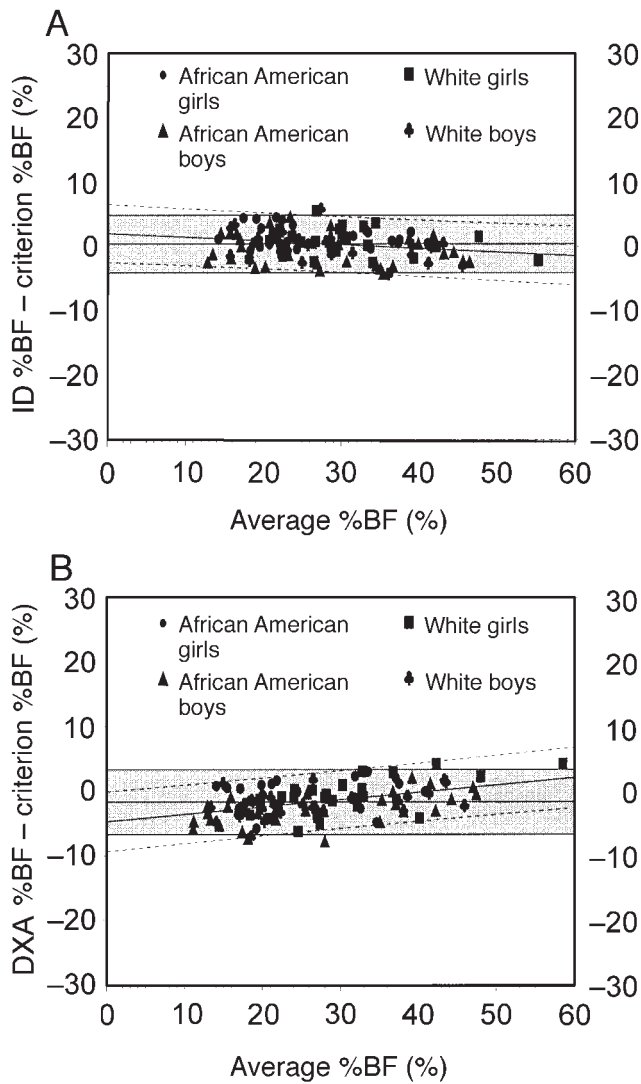 A
ID %BF – criterion %BF (%)
30
20
10
0
–10
–20
–30
African American
girls
African American
boys
White girls
White boys
30
20
10
0
–10
–20
–30
0 10 20 30 40 50 60
Average %BF (%)
B
DXA %BF – criterion %BF (%)
30
20
10
0
–10
–20
–30
African American
girls
African American
boys
White girls
White boys
30
20
10
0
–10
–20
–30
0 10 20 30 40 50 60
Average %BF (%)